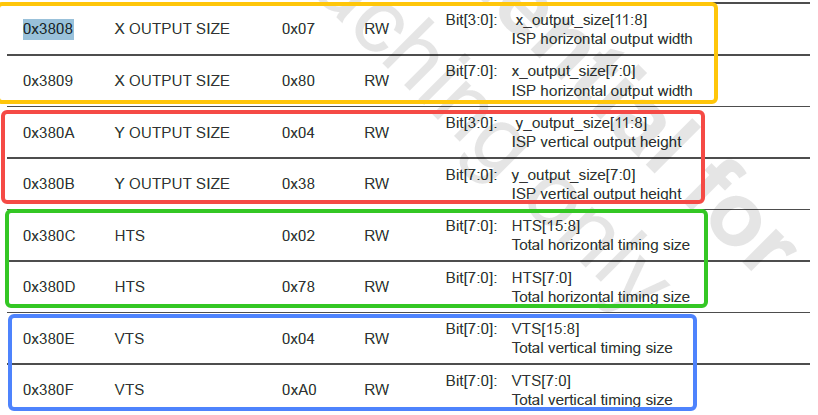 0x3808 X OUTPUT SIZE 0x07 RW Bit[3:0]: x_output_size[11:8]
ISP horizontal output width
0x3809 X OUTPUT SIZE 0x80 RW Bit[7:0]: x_output_size[7:0]
ISP horizontal output width
0x380A Y OUTPUT SIZE 0x04 RW Bit[3:0]: y_output_size[11:8]
ISP vertical output height
0x380B Y OUTPUT SIZE 0x38 RW Bit[7:0]: y_output_size[7:0]
ISP vertical output height
0x380C HTS 0x02 RW Bit[7:0]: HTS[15:8]
Total horizontal timing size
0x380D HTS 0x78 RW Bit[7:0]: HTS[7:0]
Total horizontal timing size
0x380E VTS 0x04 RW Bit[7:0]: VTS[15:8]
Total vertical timing size
0x380F VTS 0xA0 RW Bit[7:0]: VTS[7:0]
Total vertical timing size
for
only